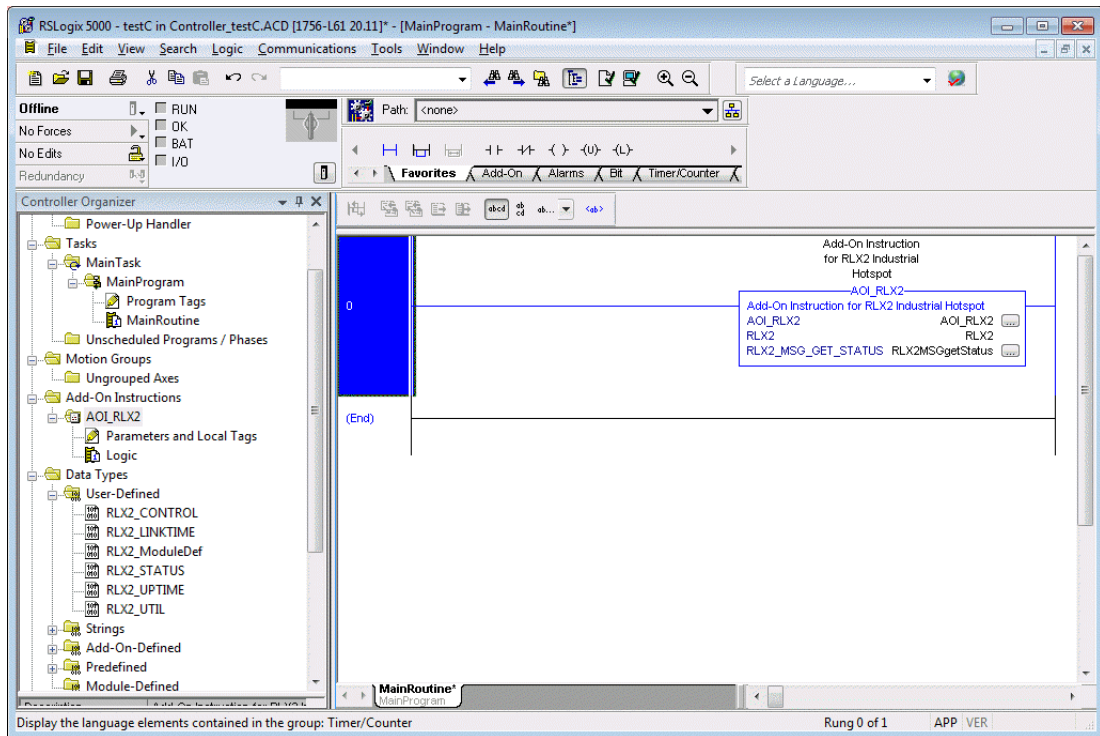 RSLogix 5000 - testC in Controller_testC.ACD [1756-L61 20.11]* - [MainProgram - MainRoutine*]
File Edit View Search Logic Communications Tools Window Help
Select a Language...
Offline
RUN
No Forces
OK
No Edits
BAT
I/O
Redundancy
Path: <none>
Favorites Add-On Alarms Bit Timer/Counter
Controller Organizer
Power-Up Handler
Tasks
MainTask
MainProgram
Program Tags
MainRoutine
Unscheduled Programs / Phases
Motion Groups
Ungrouped Axes
Add-On Instructions
AOI_RLX2
Parameters and Local Tags
Logic
Data Types
User-Defined
RLX2_CONTROL
RLX2_LINKTIME
RLX2_ModuleDef
RLX2_STATUS
RLX2_UPTIME
RLX2_UTIL
Strings
Add-On-Defined
Predefined
Module-Defined
abcd ab cd ab... <ab>
Add-On Instruction
for RLX2 Industrial
Hotspot
AOI_RLX2
0
Add-On Instruction for RLX2 Industrial Hotspot
AOI_RLX2 AOI_RLX2 ...
RLX2 RLX2
RLX2_MSG_GET_STATUS RLX2MSGgetStatus ...
(End)
MainRoutine*
MainProgram
Display the language elements contained in the group: Timer/Counter
Rung 0 of 1 APP VER